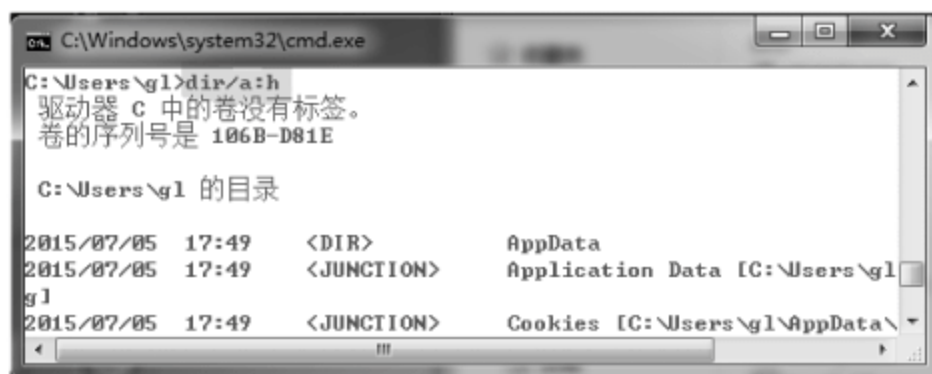 C:\Windows\system32\cmd.exe
C:\Users\gl>dir/a:h
驱动器 C 中的卷没有标签。
卷的序列号是 106B-D81E
C:\Users\gl 的目录
2015/07/05 17:49 <DIR> AppData
2015/07/05 17:49 <JUNCTION> Application Data [C:\Users\gl
g]
2015/07/05 17:49 <JUNCTION> Cookies [C:\Users\gl\AppData\